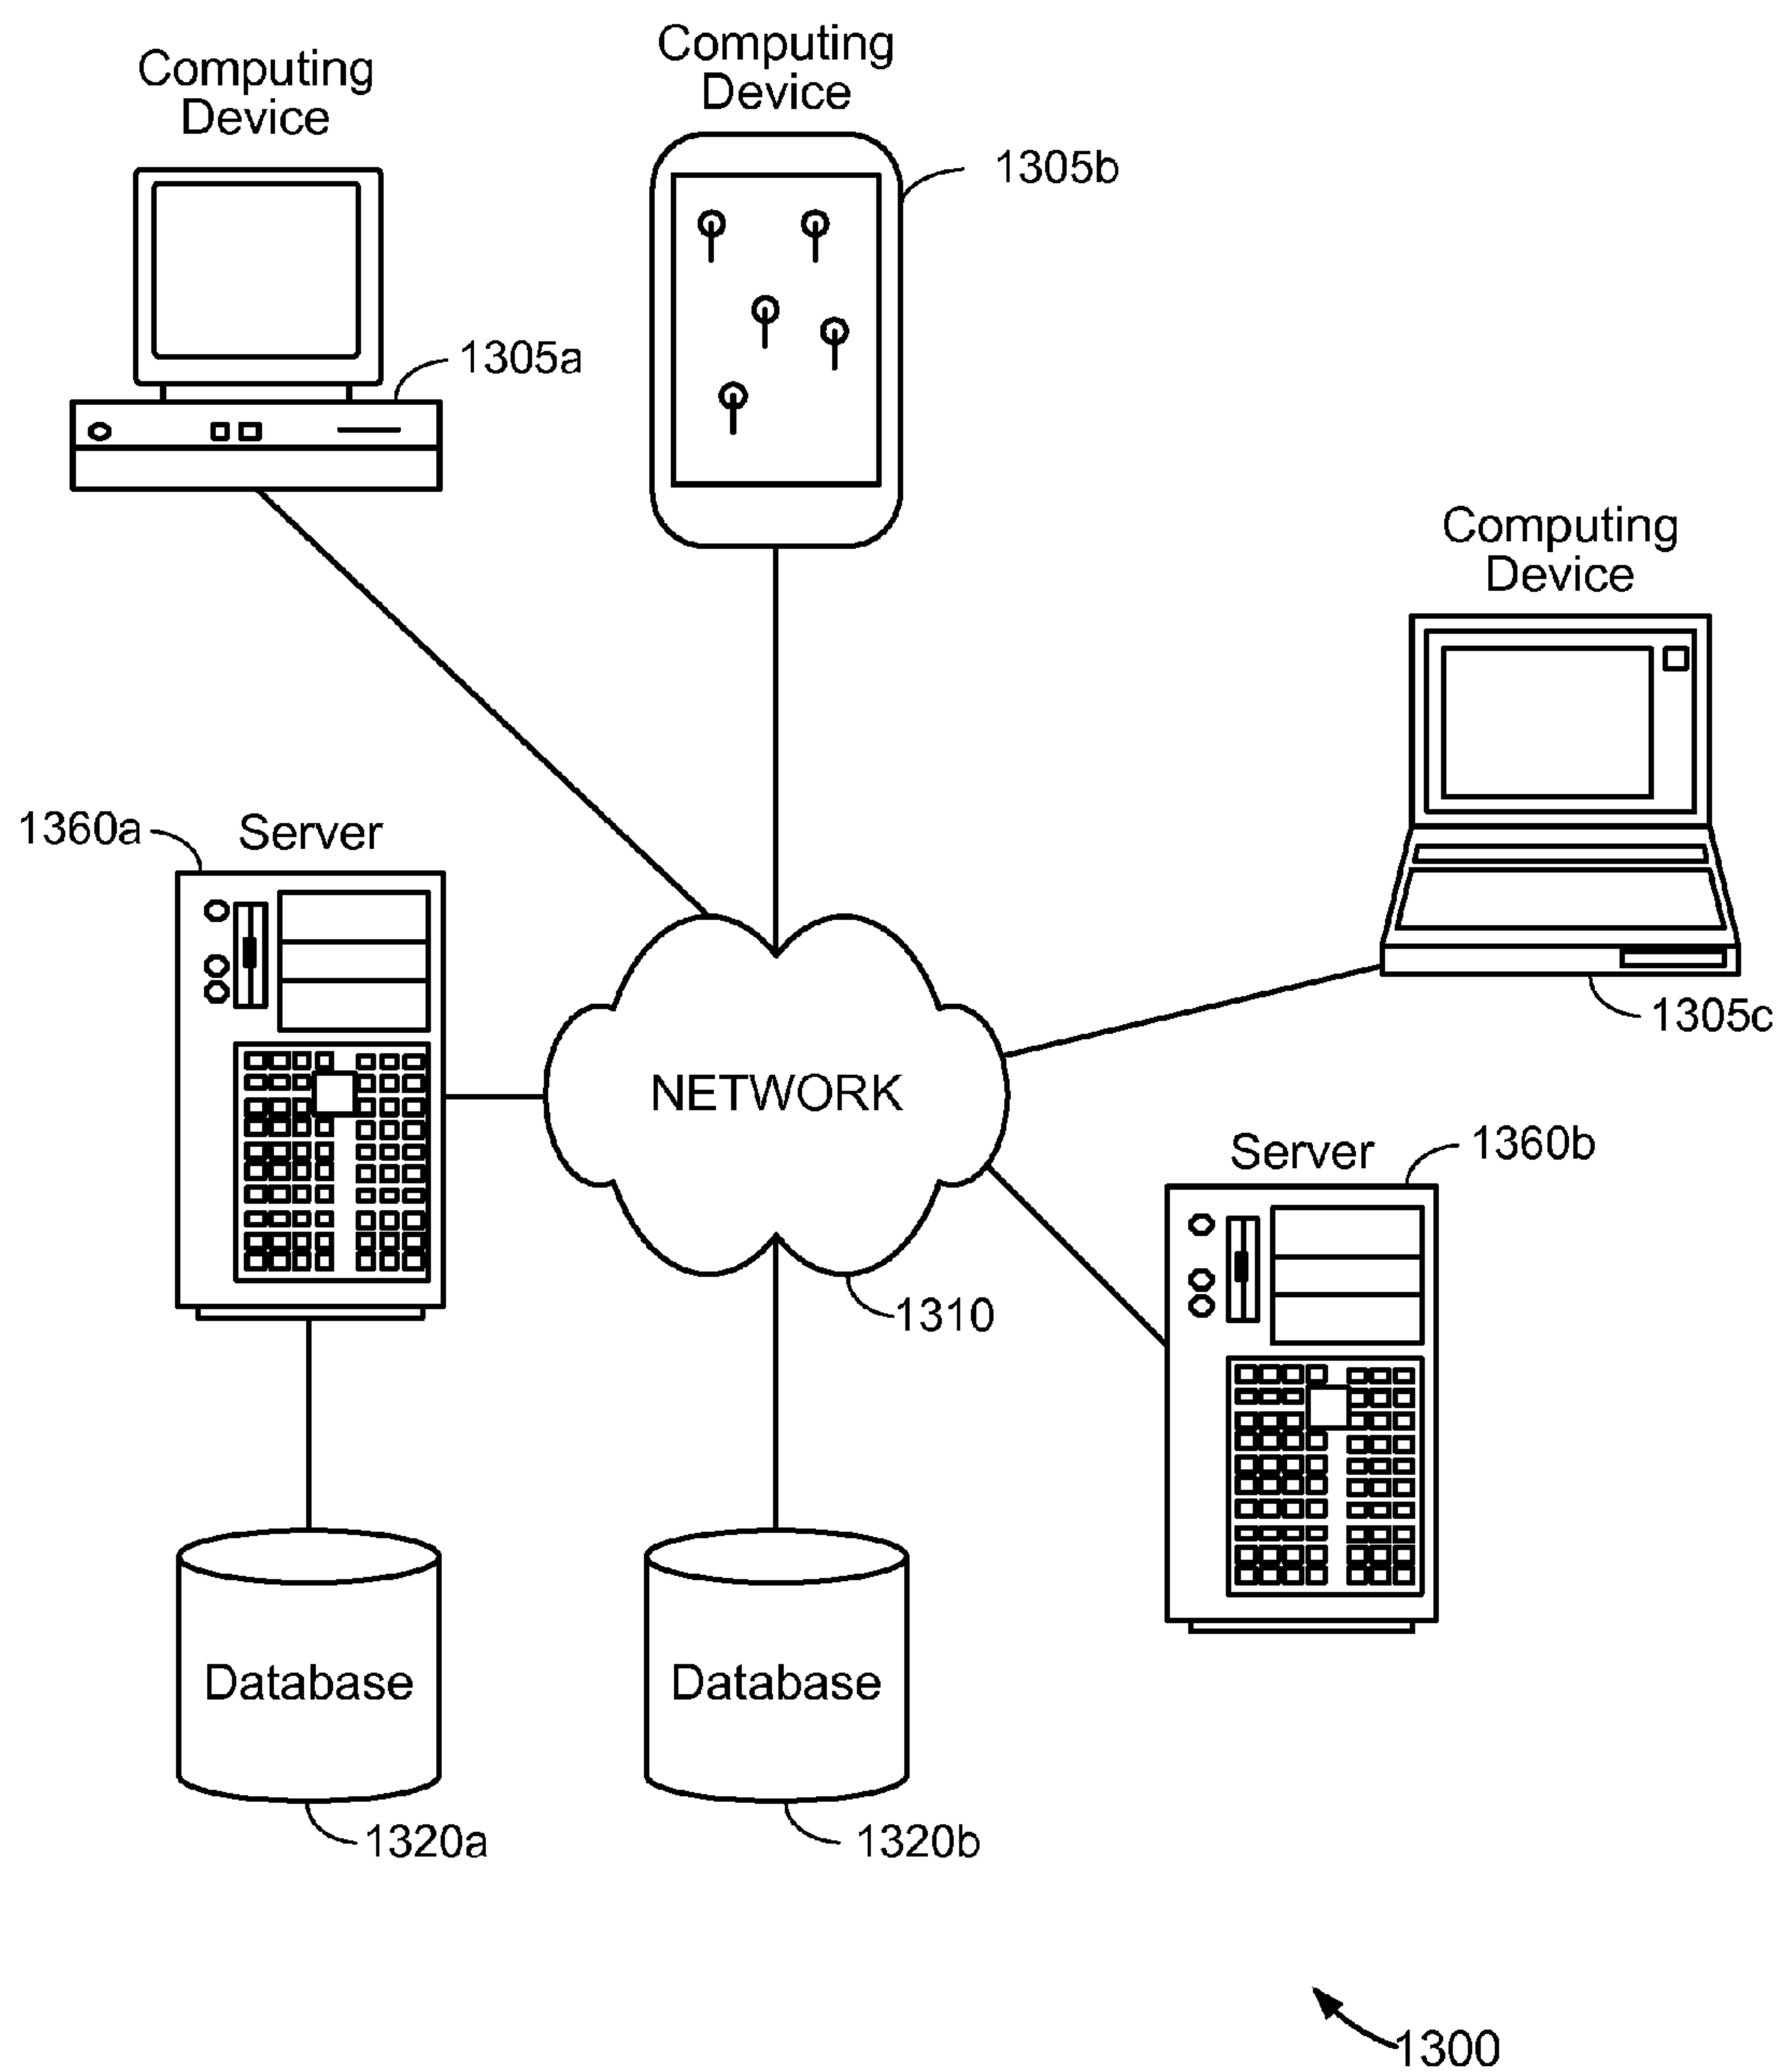 Computing
Device
Computing
Device
1305b
1305a
Computing
Device
1360a
Server
1305c
NETWORK
Server
1360b
1310
Database
Database
1320a
1320b
1300